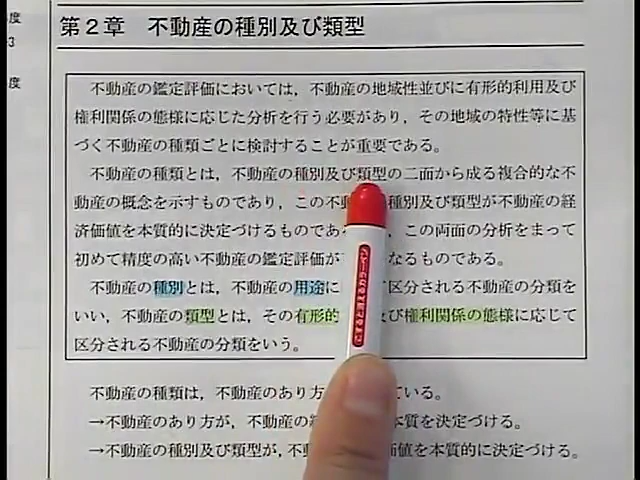 度
3
度
第2章 不動産の種別及び類型
不動産の鑑定評価においては，不動産の地域性並びに有形的利用及び
権利関係の態様に応じた分析を行う必要があり，その地域の特性等に基
づく不動産の種類ごとに検討することが重要である。
不動産の種類とは，不動産の種別及び類型の二面から成る複合的な不
動産の概念を示すものであり，この不動 種別及び類型が不動産の経
済価値を本質的に決定づけるものであ ，この両面の分析をまって
初めて精度の高い不動産の鑑定評価が なるものである。
不動産の種別とは，不動産の用途に 区分される不動産の分類を
いい，不動産の類型とは，その有形的 び権利関係の態様に応じて
区分される不動産の分類をいう。
不動産の種類は，不動産のあり方 ている。
→不動産のあり方が，不動産の 本質を決定づける。
→不動産の種別及び類型が，不 価値を本質的に決定づける。
にすると消えるカラーペン